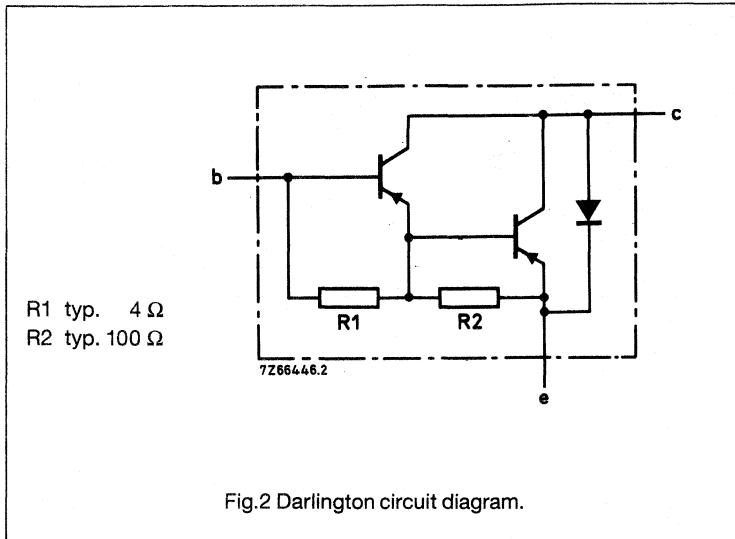 c
b
R1 typ. 4 Ω
R2 typ. 100 Ω
R1
R2
7Z66446.2
e
Fig.2 Darlington circuit diagram.